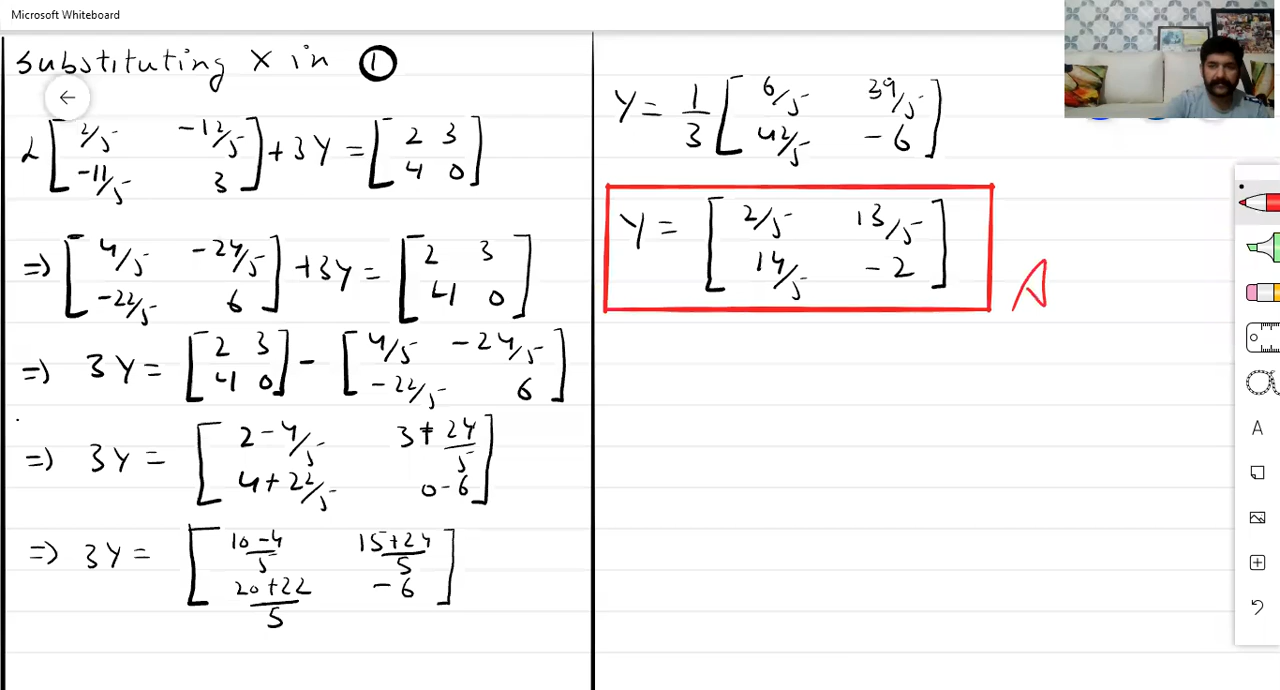 Microsoft Whiteboard
Substituting X in ①
2 [2/5 -12/5; -11/5 3] + 3Y = [2 3; 4 0]
=> [4/5 -24/5; -22/5 6] + 3Y = [2 3; 4 0]
=> 3Y = [2 3; 4 0] - [4/5 -24/5; -22/5 6]
=> 3Y = [2-4/5 3+24/5; 4+22/5 0-6]
=> 3Y = [10-4/5 15+24/5; 20+22/5 -6]
Y = 1/3 [6/5 39/5; 42/5 -6]
Y = [2/5 13/5; 14/5 -2]
A